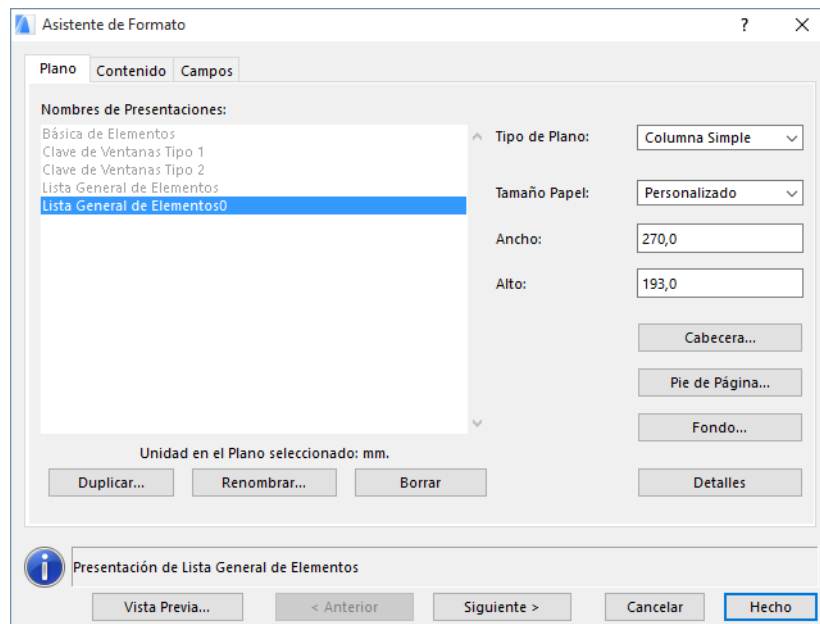 Asistente de Formato
?
Plano Contenido Campos
Nombres de Presentaciones:
Básica de Elementos
Clave de Ventanas Tipo 1
Clave de Ventanas Tipo 2
Lista General de Elementos
Lista General de Elementos0
Unidad en el Plano seleccionado: mm.
Duplicar... Renombrar... Borrar
Tipo de Plano: Columna Simple
Tamaño Papel: Personalizado
Ancho: 270,0
Alto: 193,0
Cabecera...
Pie de Página...
Fondo...
Detalles
Presentación de Lista General de Elementos
Vista Previa... < Anterior Siguiente > Cancelar Hecho